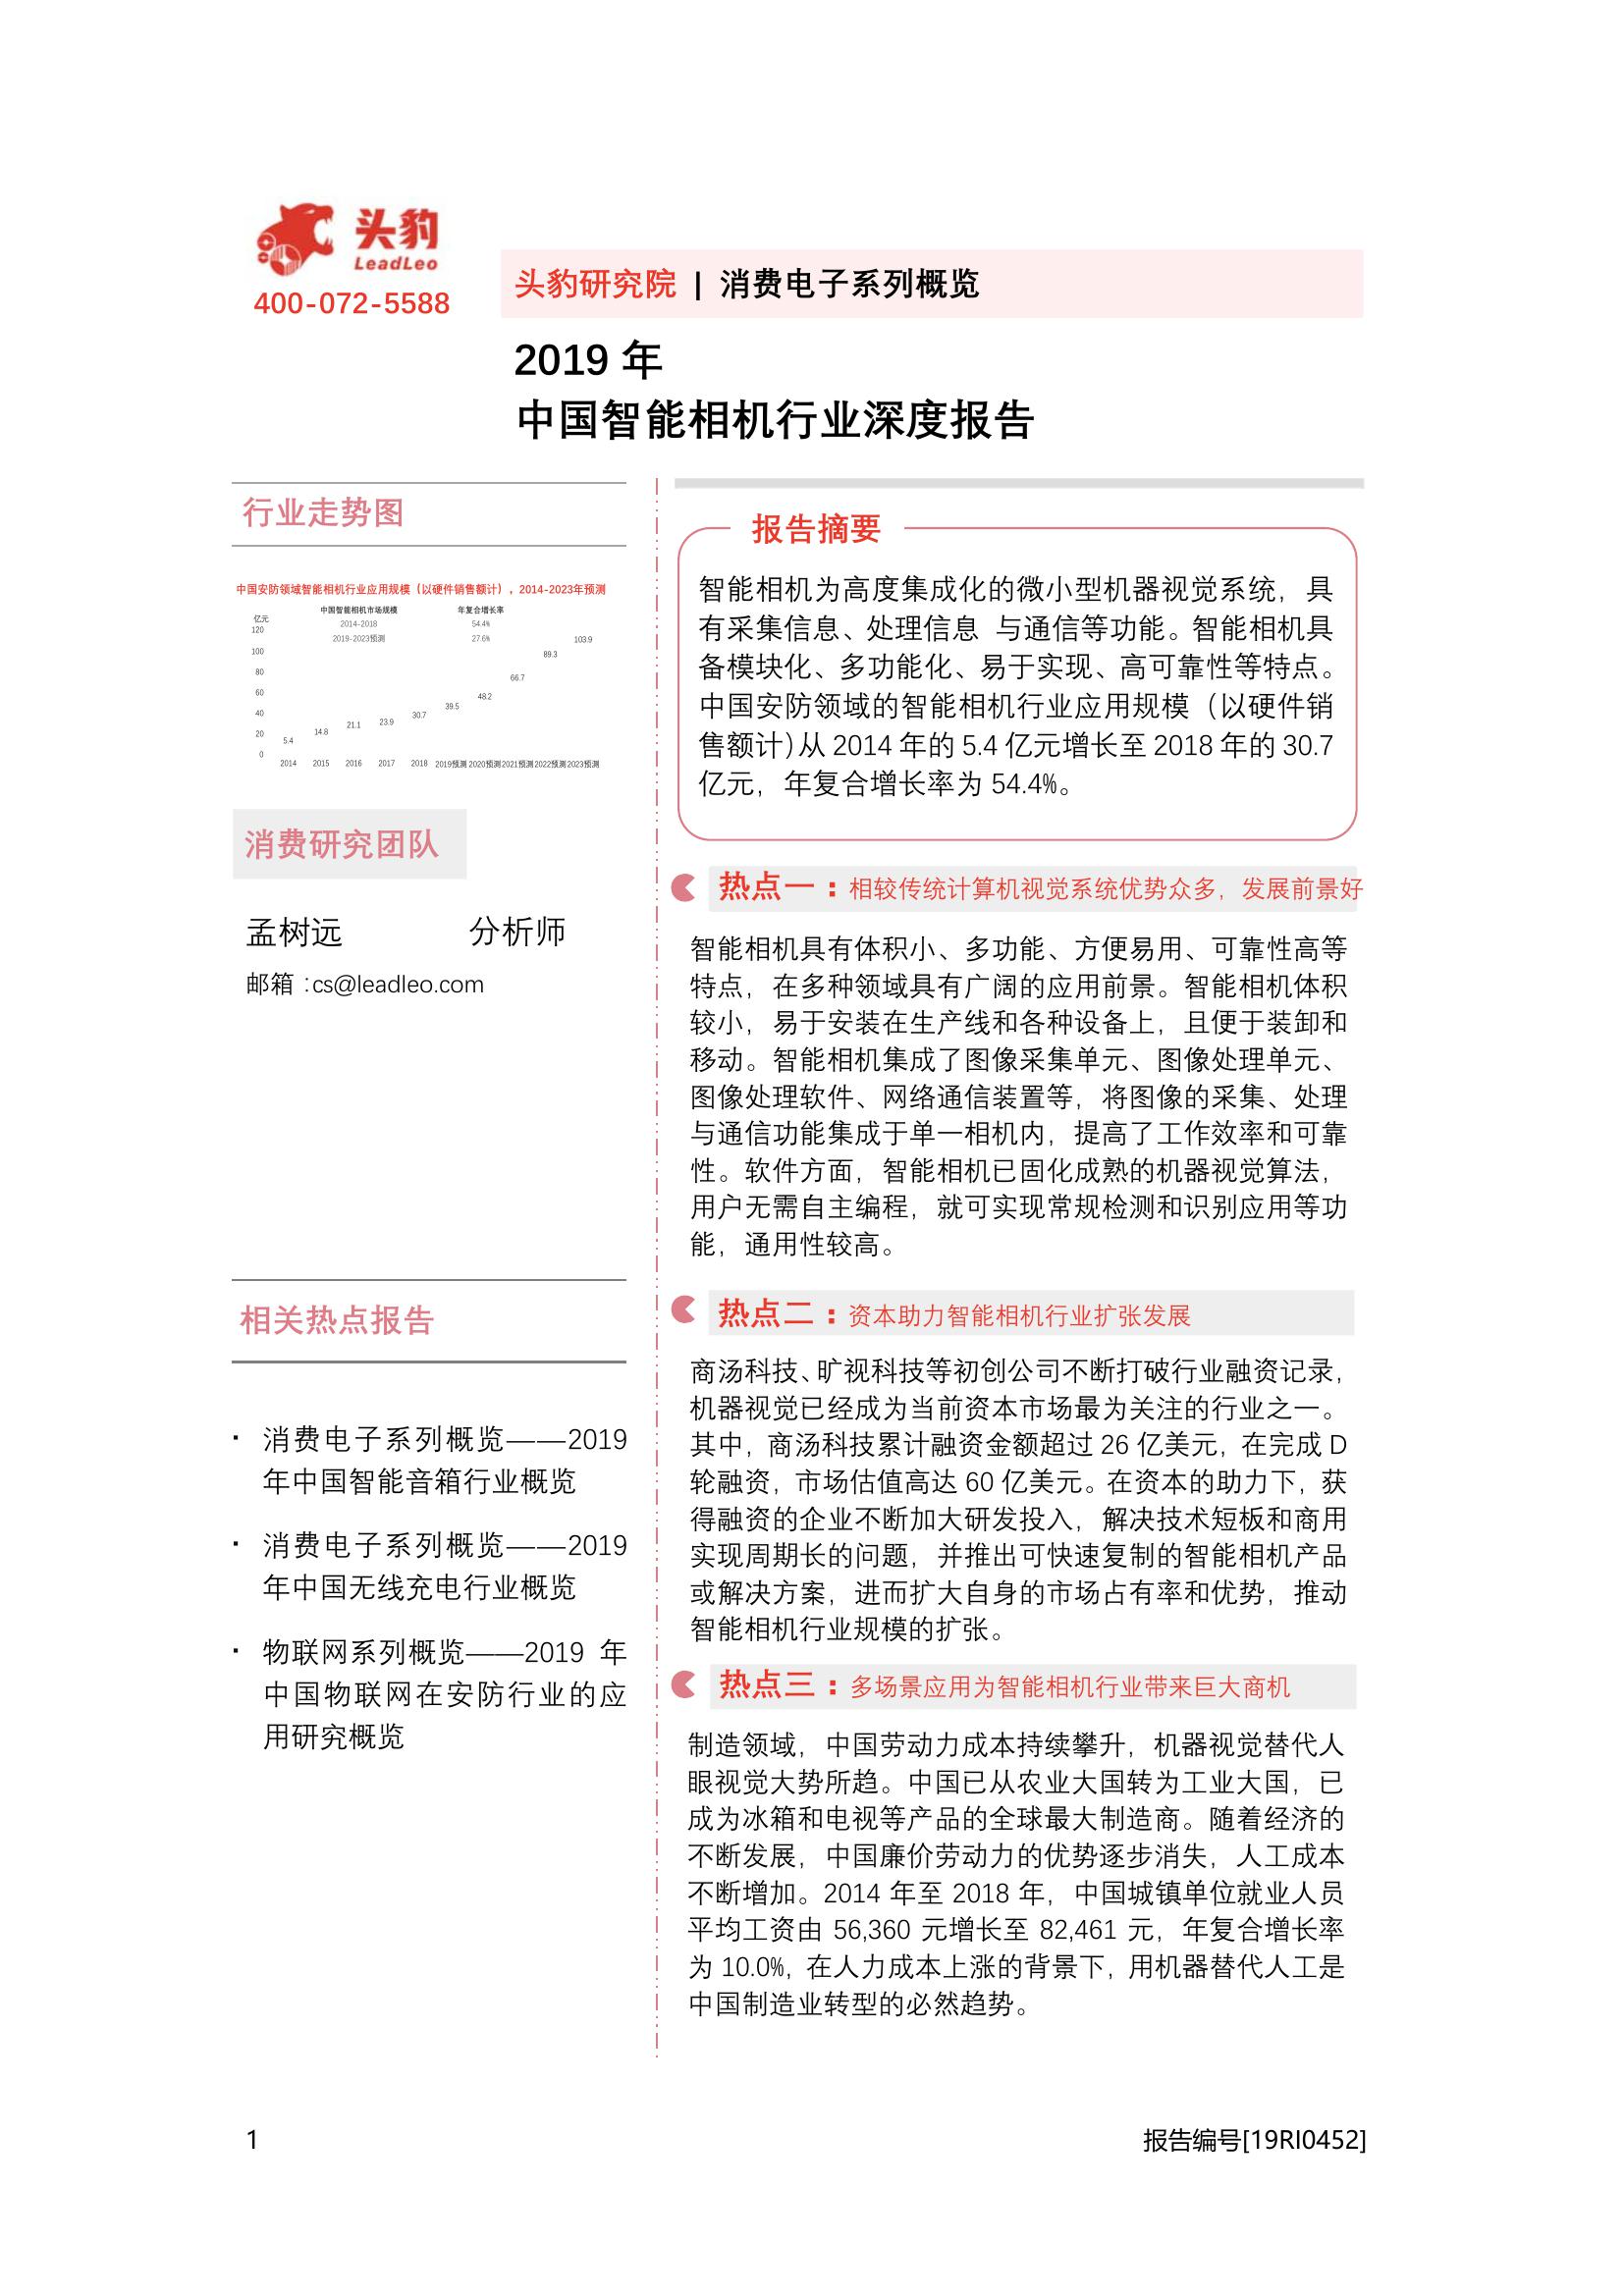 头豹
LeadLeo
400-072-5588
头豹研究院 | 消费电子系列概览
2019 年
中国智能相机行业深度报告
行业走势图
中国安防领域智能相机行业应用规模（以硬件销售额计），2014-2023年预测
中国智能相机市场规模 年复合增长率
2014-2018 54.4%
2019-2023预测 27.6%
亿元
120
100
80
60
40
20
0
5.4
14.8
21.1
23.9
30.7
39.5
48.2
66.7
89.3
103.9
2014 2015 2016 2017 2018 2019预测 2020预测 2021预测 2022预测 2023预测
消费研究团队
孟树远 分析师
邮箱：cs@leadleo.com
相关热点报告
· 消费电子系列概览——2019
年中国智能音箱行业概览
· 消费电子系列概览——2019
年中国无线充电行业概览
· 物联网系列概览——2019 年
中国物联网在安防行业的应
用研究概览
报告摘要
智能相机为高度集成化的微小型机器视觉系统，具
有采集信息、处理信息 与通信等功能。智能相机具
备模块化、多功能化、易于实现、高可靠性等特点。
中国安防领域的智能相机行业应用规模（以硬件销
售额计）从 2014 年的 5.4 亿元增长至 2018 年的 30.7
亿元，年复合增长率为 54.4%。
热点一：相较传统计算机视觉系统优势众多，发展前景好
智能相机具有体积小、多功能、方便易用、可靠性高等
特点，在多种领域具有广阔的应用前景。智能相机体积
较小，易于安装在生产线和各种设备上，且便于装卸和
移动。智能相机集成了图像采集单元、图像处理单元、
图像处理软件、网络通信装置等，将图像的采集、处理
与通信功能集成于单一相机内，提高了工作效率和可靠
性。软件方面，智能相机已固化成熟的机器视觉算法，
用户无需自主编程，就可实现常规检测和识别应用等功
能，通用性较高。
热点二：资本助力智能相机行业扩张发展
商汤科技、旷视科技等初创公司不断打破行业融资记录，
机器视觉已经成为当前资本市场最为关注的行业之一。
其中，商汤科技累计融资金额超过 26 亿美元，在完成 D
轮融资，市场估值高达 60 亿美元。在资本的助力下，获
得融资的企业不断加大研发投入，解决技术短板和商用
实现周期长的问题，并推出可快速复制的智能相机产品
或解决方案，进而扩大自身的市场占有率和优势，推动
智能相机行业规模的扩张。
热点三：多场景应用为智能相机行业带来巨大商机
制造领域，中国劳动力成本持续攀升，机器视觉替代人
眼视觉大势所趋。中国已从农业大国转为工业大国，已
成为冰箱和电视等产品的全球最大制造商。随着经济的
不断发展，中国廉价劳动力的优势逐步消失，人工成本
不断增加。2014 年至 2018 年，中国城镇单位就业人员
平均工资由 56,360 元增长至 82,461 元，年复合增长率
为 10.0%，在人力成本上涨的背景下，用机器替代人工是
中国制造业转型的必然趋势。
1
报告编号[19RI0452]